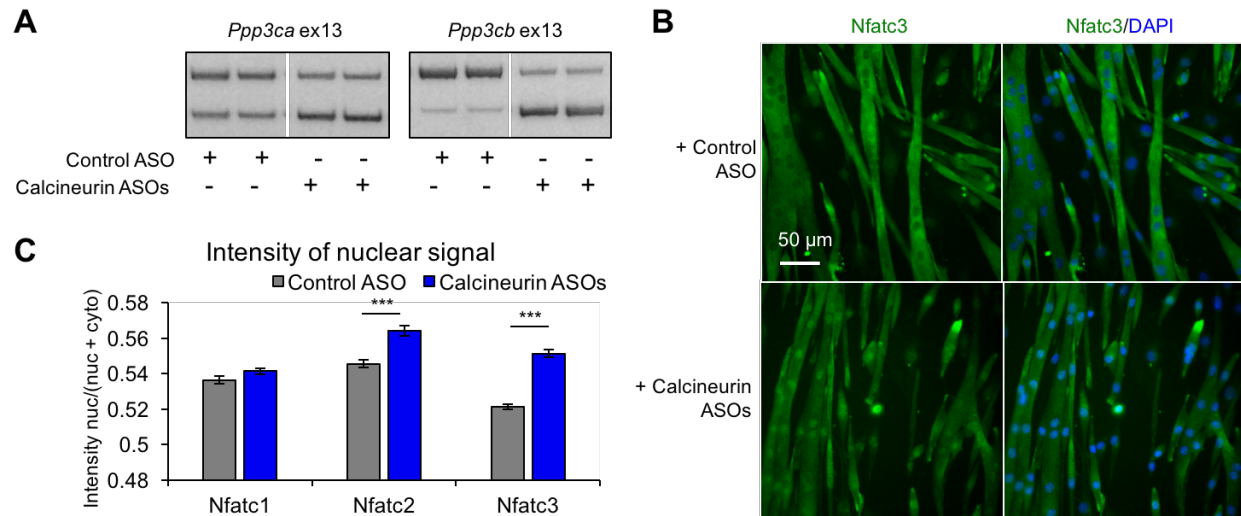 A
Ppp3ca ex13
Ppp3cb ex13
Control ASO + + - - + + - -
Calcineurin ASOs - - + + - - + +
B
Nfatc3
Nfatc3/DAPI
+ Control
ASO
50 µm
+ Calcineurin
ASOs
C
Intensity of nuclear signal
Control ASO
Calcineurin ASOs
Intensity nuc/(nuc + cyto)
0.58
0.56
0.54
0.52
0.5
0.48
***
***
Nfatc1
Nfatc2
Nfatc3